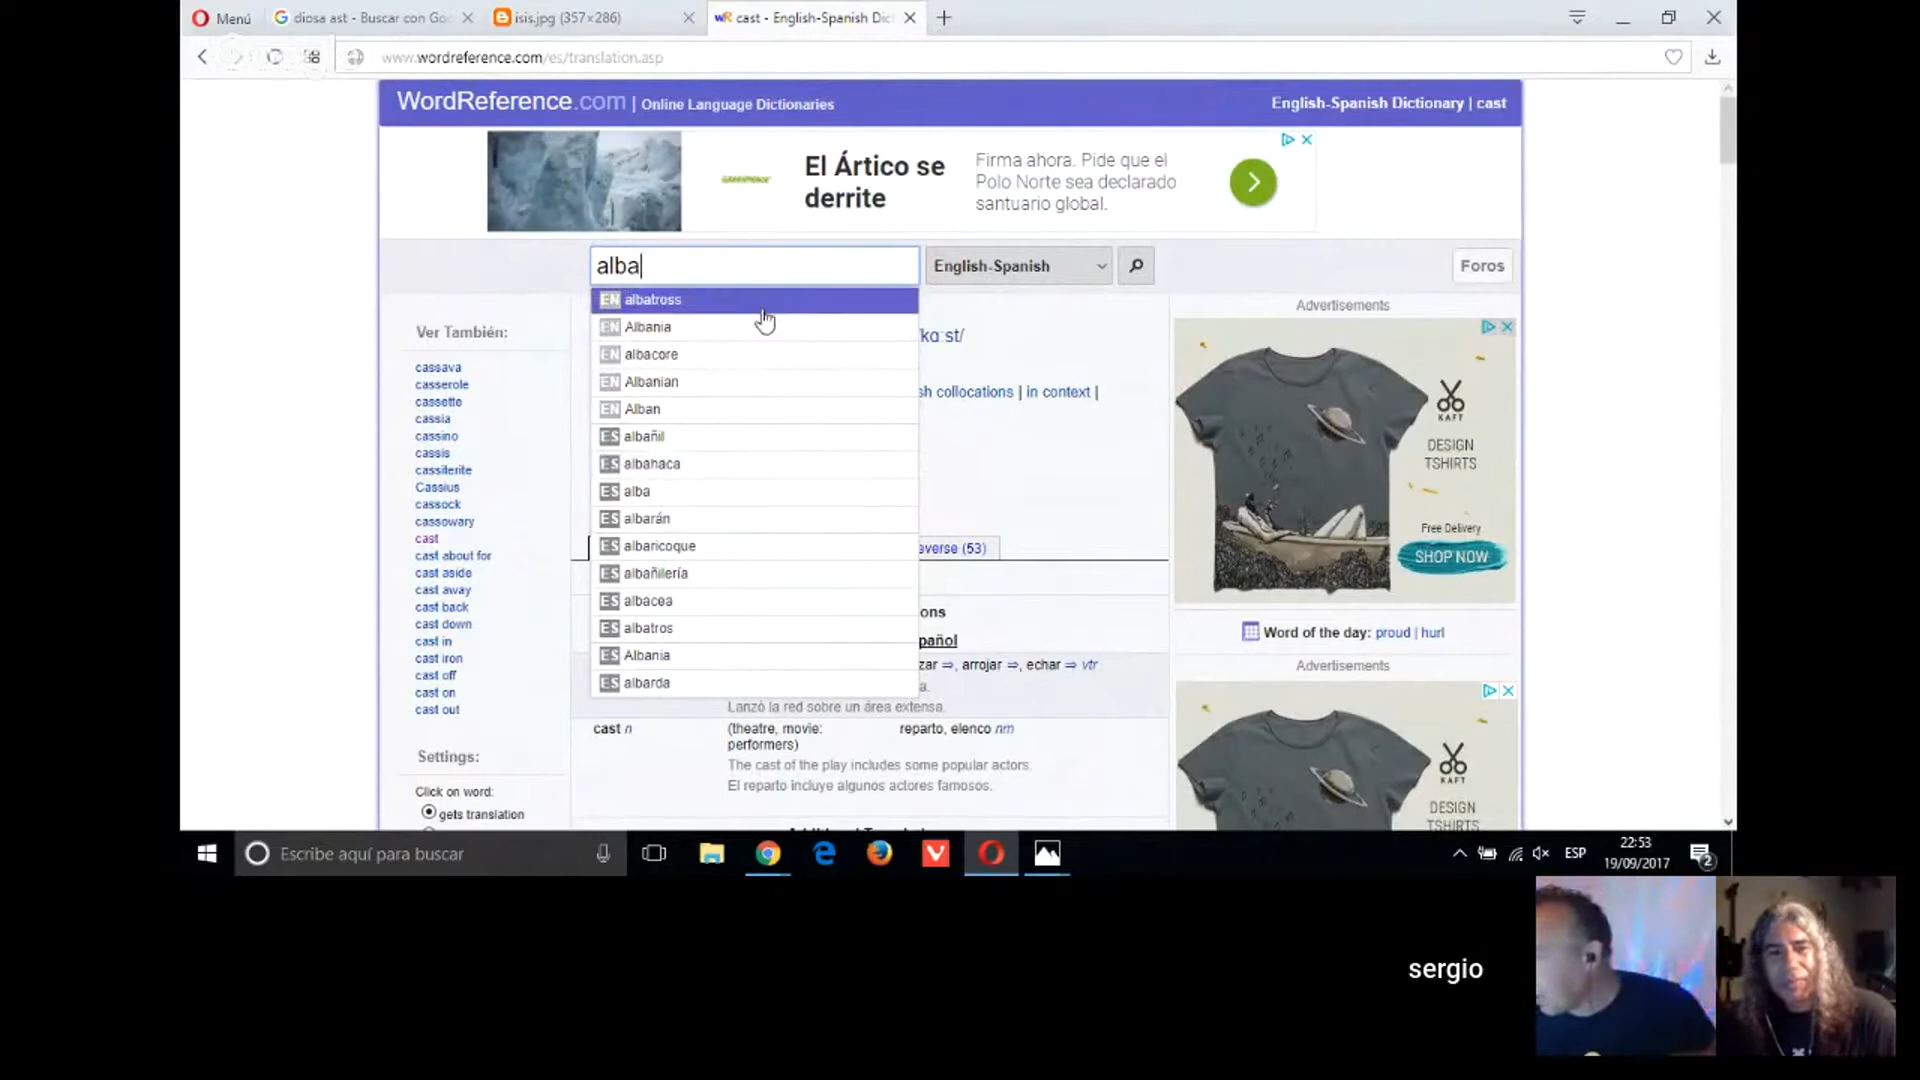 Menú
diosa ast - Buscar con Goo
isis.jpg (357×286)
wR cast - English-Spanish Dic
www.wordreference.com/es/translation.asp
WordReference.com | Online Language Dictionaries
English-Spanish Dictionary | cast
GREENPEACE
El Ártico se
derrite
Firma ahora. Pide que el
Polo Norte sea declarado
santuario global.
alba
English-Spanish
Foros
EN albatross
EN Albania
EN albacore
EN Albanian
EN Alban
ES albañil
ES albahaca
ES alba
ES albarán
ES albaricoque
ES albañilería
ES albacea
ES albatros
ES Albania
ES albarda
Ver También:
cassava
casserole
cassette
cassia
cassino
cassis
cassiterite
Cassius
cassock
cassowary
cast
cast about for
cast aside
cast away
cast back
cast down
cast in
cast iron
cast off
cast on
cast out
Settings:
Click on word:
gets translation
/kɑːst/
sh collocations | in context |
everse (53)
ons
pañol
zar ⇒, arrojar ⇒, echar ⇒ vtr
a.
Lanzó la red sobre un área extensa.
cast n
(theatre, movie:
performers)
reparto, elenco nm
The cast of the play includes some popular actors.
El reparto incluye algunos actores famosos.
Advertisements
KAFT
DESIGN
TSHIRTS
Free Delivery
SHOP NOW
Word of the day: proud | hurl
Advertisements
KAFT
DESIGN
TSHIRTS
Escribe aquí para buscar
ESP
22:53
19/09/2017
2
sergio